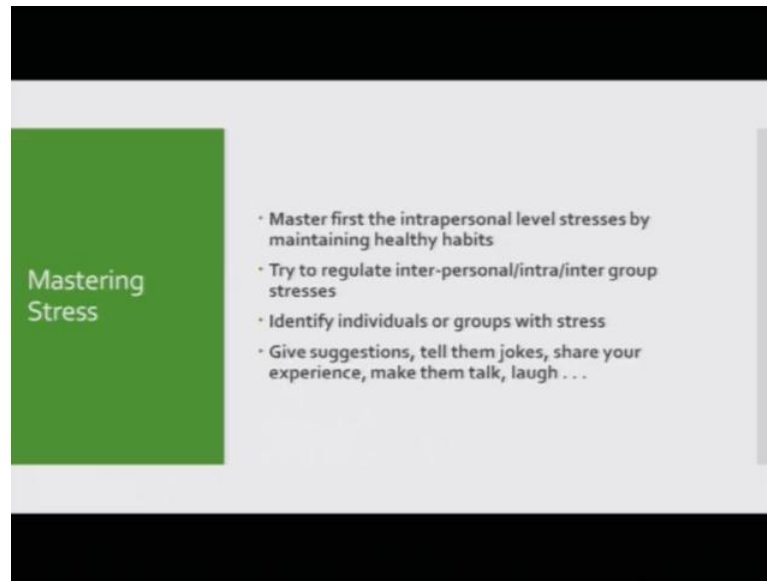 Mastering
Stress
· Master first the intrapersonal level stresses by
maintaining healthy habits
· Try to regulate inter-personal/intra/inter group
stresses
· Identify individuals or groups with stress
· Give suggestions, tell them jokes, share your
experience, make them talk, laugh . . .